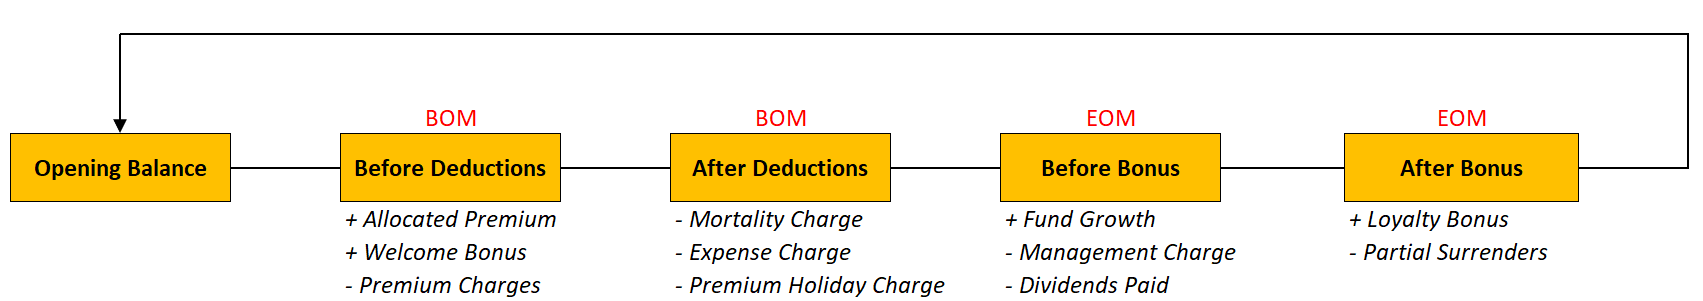 BOM
BOM
EOM
EOM
Opening Balance
Before Deductions
After Deductions
Before Bonus
After Bonus
+ Allocated Premium
+ Welcome Bonus
- Premium Charges
- Mortality Charge
- Expense Charge
- Premium Holiday Charge
+ Fund Growth
- Management Charge
- Dividends Paid
+ Loyalty Bonus
- Partial Surrenders